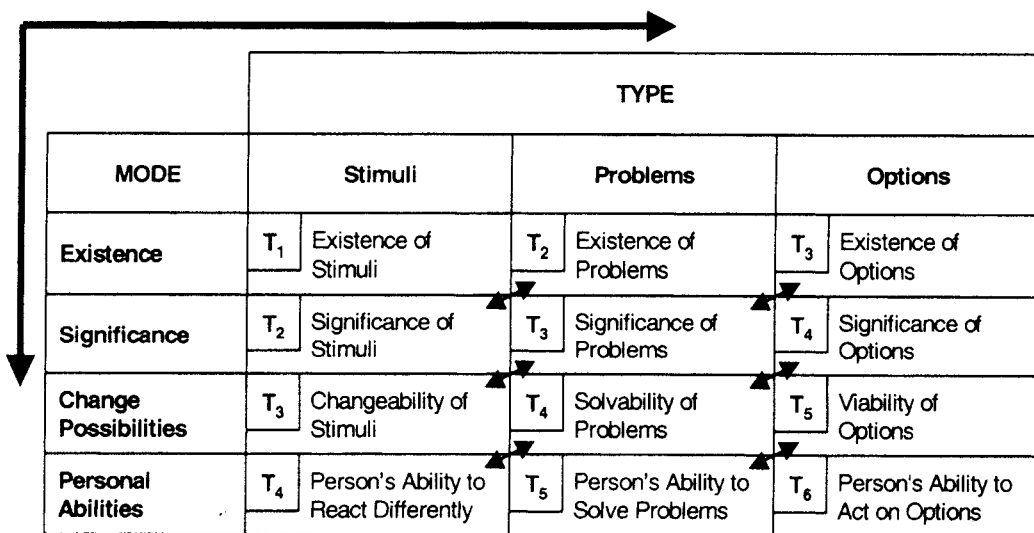 TYPE
MODE Stimuli Problems Options
Existence
T1 Existence of
Stimuli
T2 Existence of
Problems
T3 Existence of
Options
Significance
T2 Significance of
Stimuli
T3 Significance of
Problems
T4 Significance of
Options
Change
Possibilities
T3 Changeability of
Stimuli
T4 Solvability of
Problems
T5 Viability of
Options
Personal
Abilities
T4 Person's Ability to
React Differently
T5 Person's Ability to
Solve Problems
T6 Person's Ability to
Act on Options